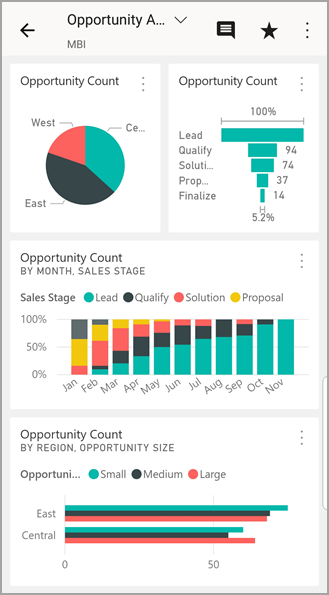 Opportunity A...
MBI
Opportunity Count
West
Ce...
East
Opportunity Count
100%
Lead
Qualify 94
Soluti... 74
Prop... 37
Finalize 14
5.2%
Opportunity Count
BY MONTH, SALES STAGE
Sales Stage Lead Qualify Solution Proposal
100%
50%
0%
Jan Feb Mar Apr May Jun Jul Aug Sep Oct Nov
Opportunity Count
BY REGION, OPPORTUNITY SIZE
Opportuni... Small Medium Large
East
Central
0 50